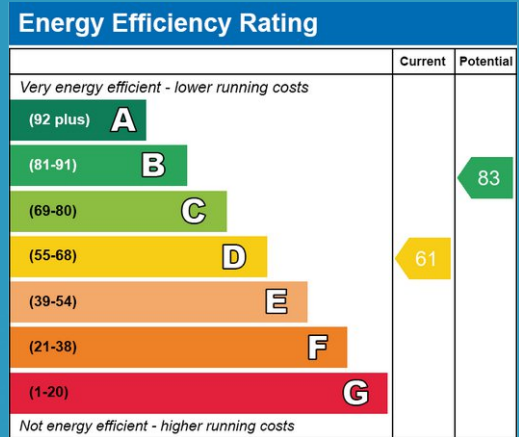 Energy Efficiency Rating
Current Potential
Very energy efficient - lower running costs
(92 plus) A
(81-91) B
83
(69-80) C
(55-68) D
61
(39-54) E
(21-38) F
(1-20) G
Not energy efficient - higher running costs